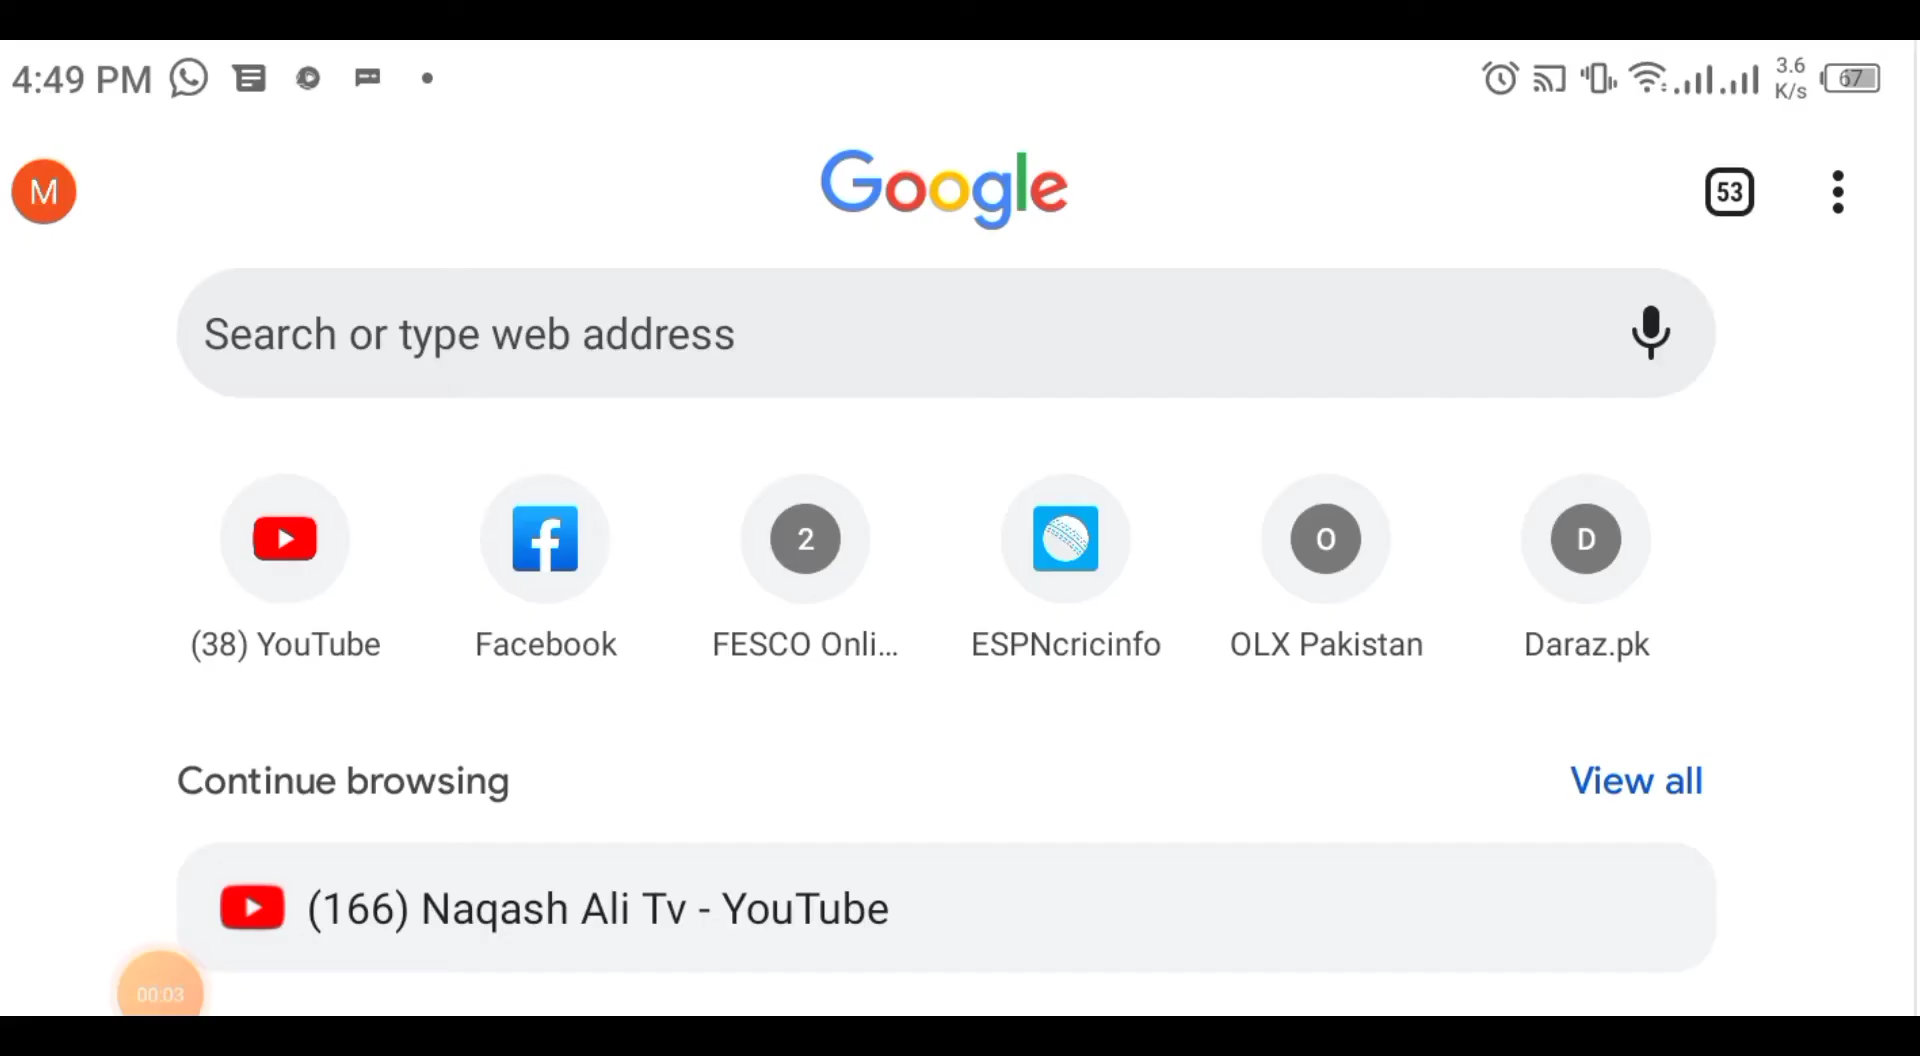 4:49 PM
3.6
K/s
67
M
Google
53
Search or type web address
2
O
D
(38) YouTube
Facebook
FESCO Onli...
ESPNcricinfo
OLX Pakistan
Daraz.pk
Continue browsing
View all
(166) Naqash Ali Tv - YouTube
00:03